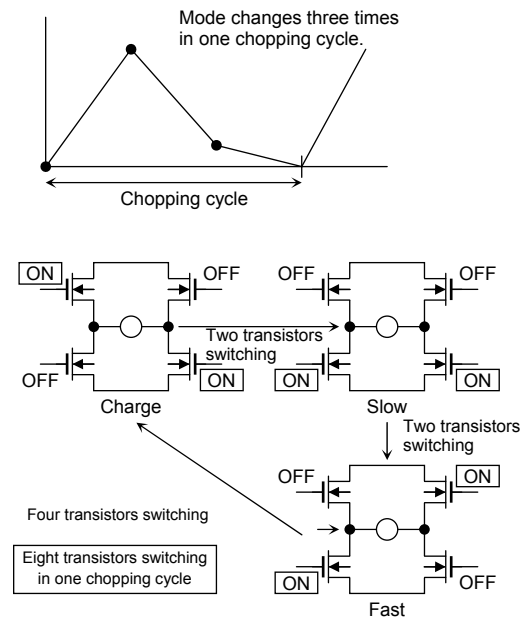 Mode changes three times
in one chopping cycle.
Chopping cycle
ON
OFF
OFF
OFF
Two transistors
switching
OFF
ON
ON
ON
Charge
Slow
Two transistors
switching
OFF
ON
Four transistors switching
Eight transistors switching
in one chopping cycle
ON
OFF
Fast